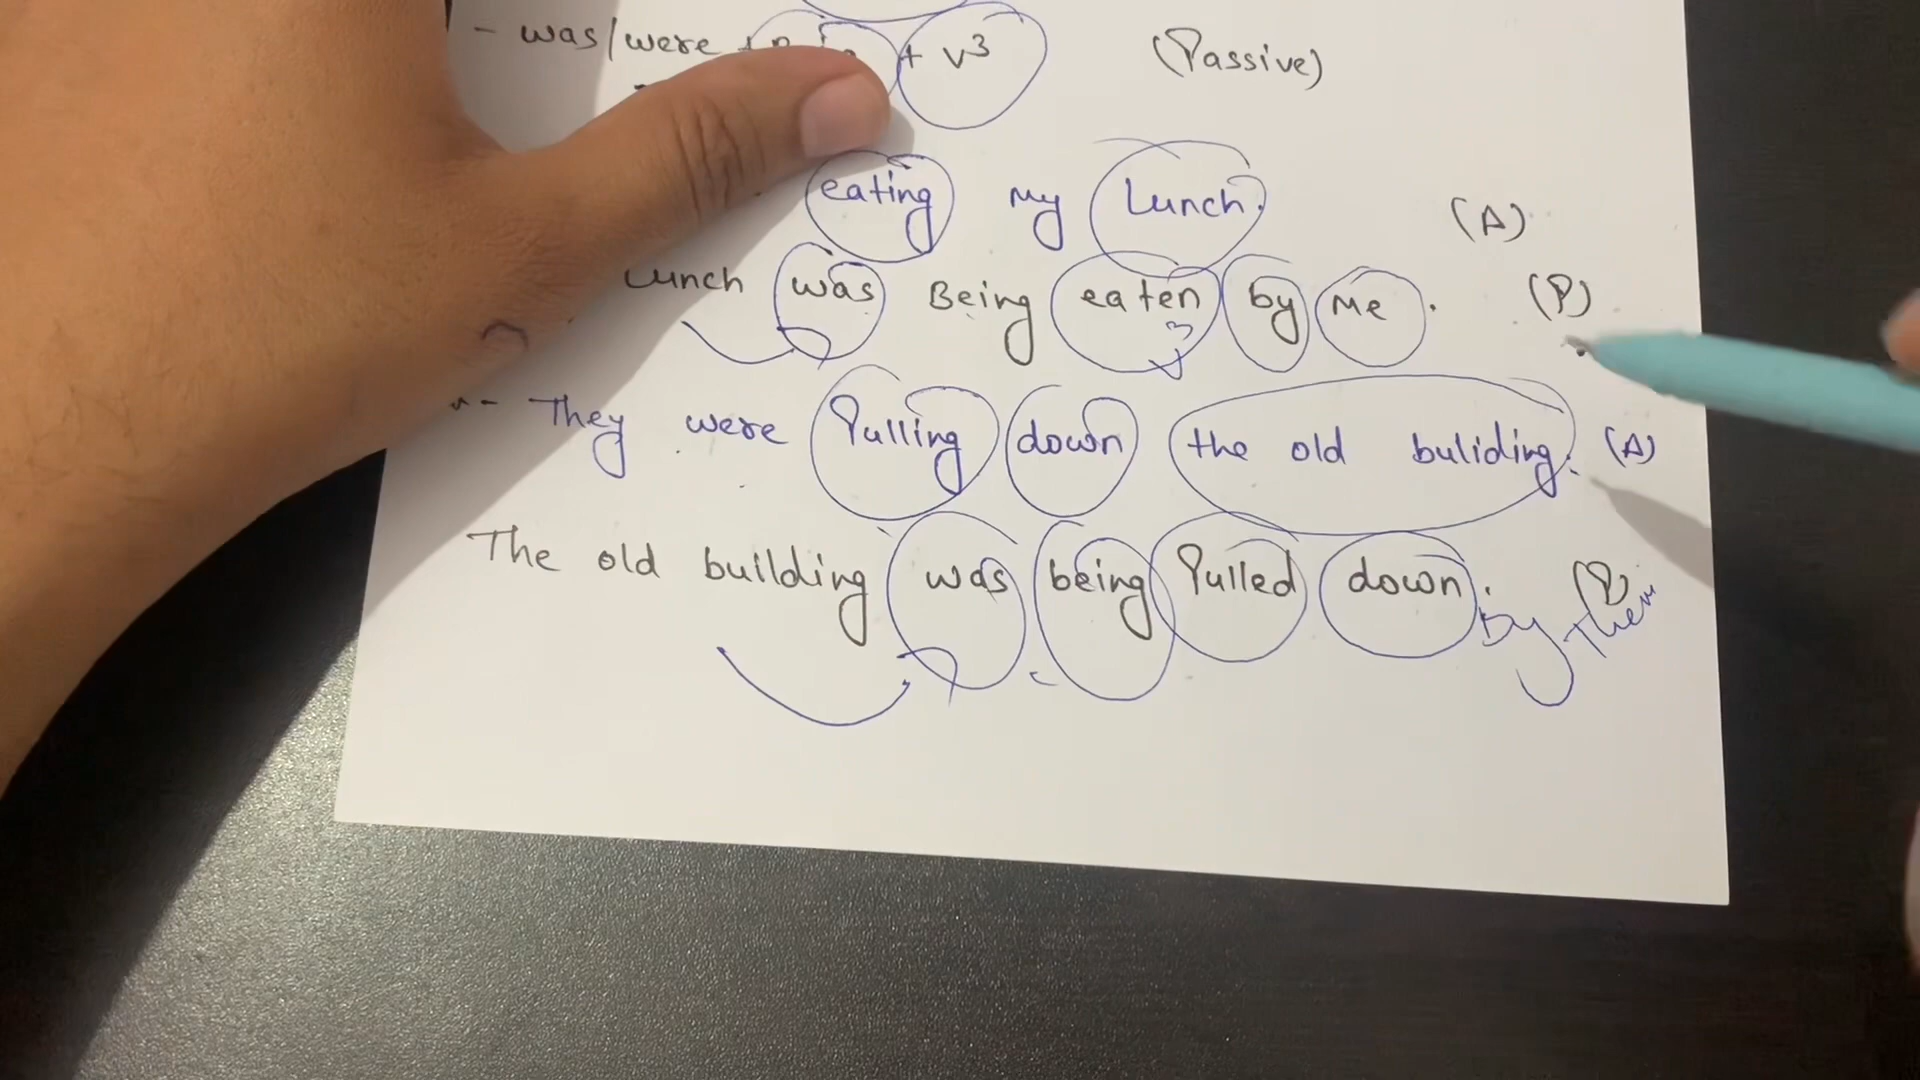 - was/were + + v3 (Passive)
eating my Lunch. (A)
Lunch was Being eaten by me. (P)
They were Pulling down the old buliding. (A)
The old building was being Pulled down. (P)
by Them